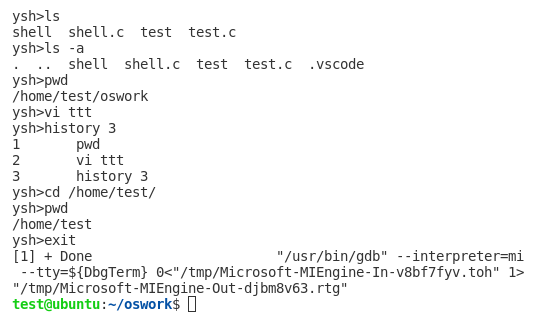 ysh>ls
shell  shell.c  test  test.c
ysh>ls -a
.  ..  shell  shell.c  test  test.c  .vscode
ysh>pwd
/home/test/oswork
ysh>vi ttt
ysh>history 3
1       pwd
2       vi ttt
3       history 3
ysh>cd /home/test/
ysh>pwd
/home/test
ysh>exit
[1] + Done                       "/usr/bin/gdb" --interpreter=mi
 --tty=${DbgTerm} 0<"/tmp/Microsoft-MIEngine-In-v8bf7fyv.toh" 1>
"/tmp/Microsoft-MIEngine-Out-djbm8v63.rtg"
test@ubuntu:~/oswork$